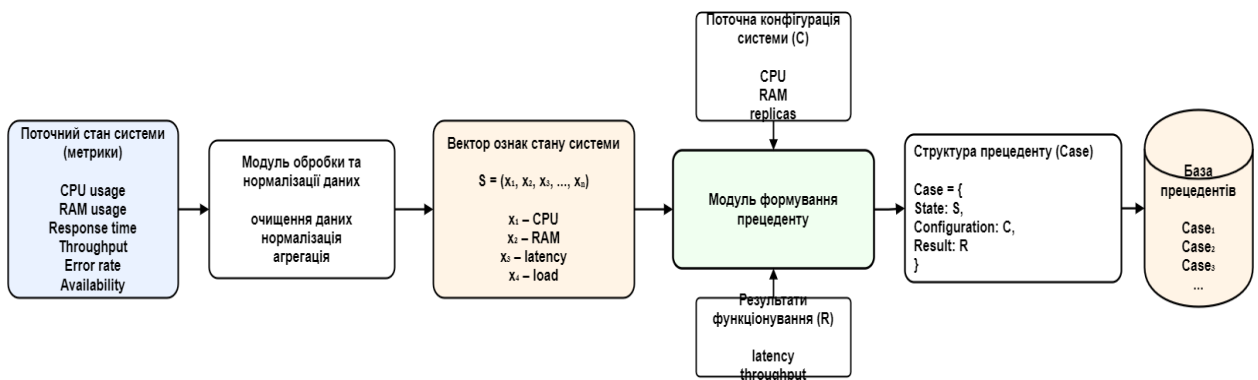 Поточний стан системи
(метрики)
CPU usage
RAM usage
Response time
Throughput
Error rate
Availability
Модуль обробки та
нормалізації даних
очищення даних
нормалізація
агрегація
Вектор ознак стану системи
S = (x₁, x₂, x₃, ..., xₙ)
x₁ – CPU
x₂ – RAM
x₃ – latency
x₄ – load
Поточна конфігурація
системи (C)
CPU
RAM
replicas
Модуль формування
прецеденту
Результати
функціонування (R)
latency
throughput
Структура прецеденту (Case)
Case = {
State: S,
Configuration: C,
Result: R
}
База
прецедентів
Case₁
Case₂
Case₃
...